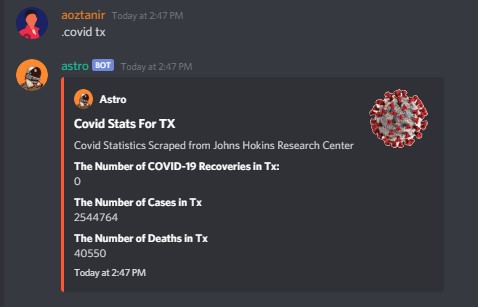 aoztanir Today at 2:47 PM
.covid tx
astro BOT Today at 2:47 PM
Astro
Covid Stats For TX
Covid Statistics Scraped from Johns Hokins Research Center
The Number of COVID-19 Recoveries in Tx:
0
The Number of Cases in Tx
2544764
The Number of Deaths in Tx
40550
Today at 2:47 PM